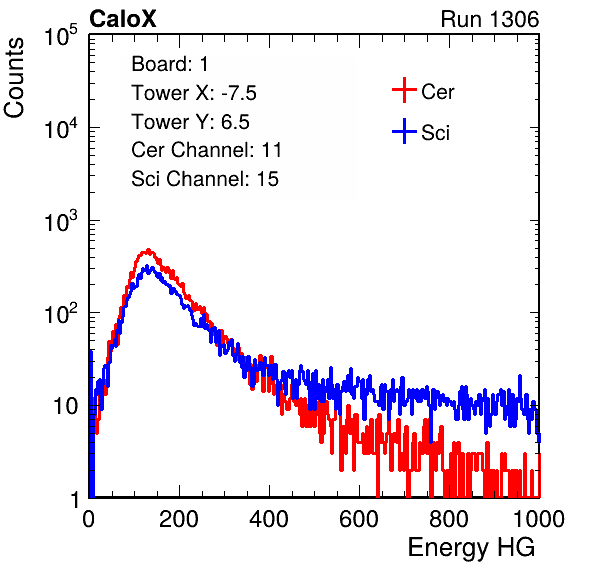 CaloX Run 1306
Counts
Board: 1
Tower X: -7.5
Tower Y: 6.5
Cer Channel: 11
Sci Channel: 15
Cer
Sci
10^5
10^4
10^3
10^2
10
1
0 200 400 600 800 1000
Energy HG